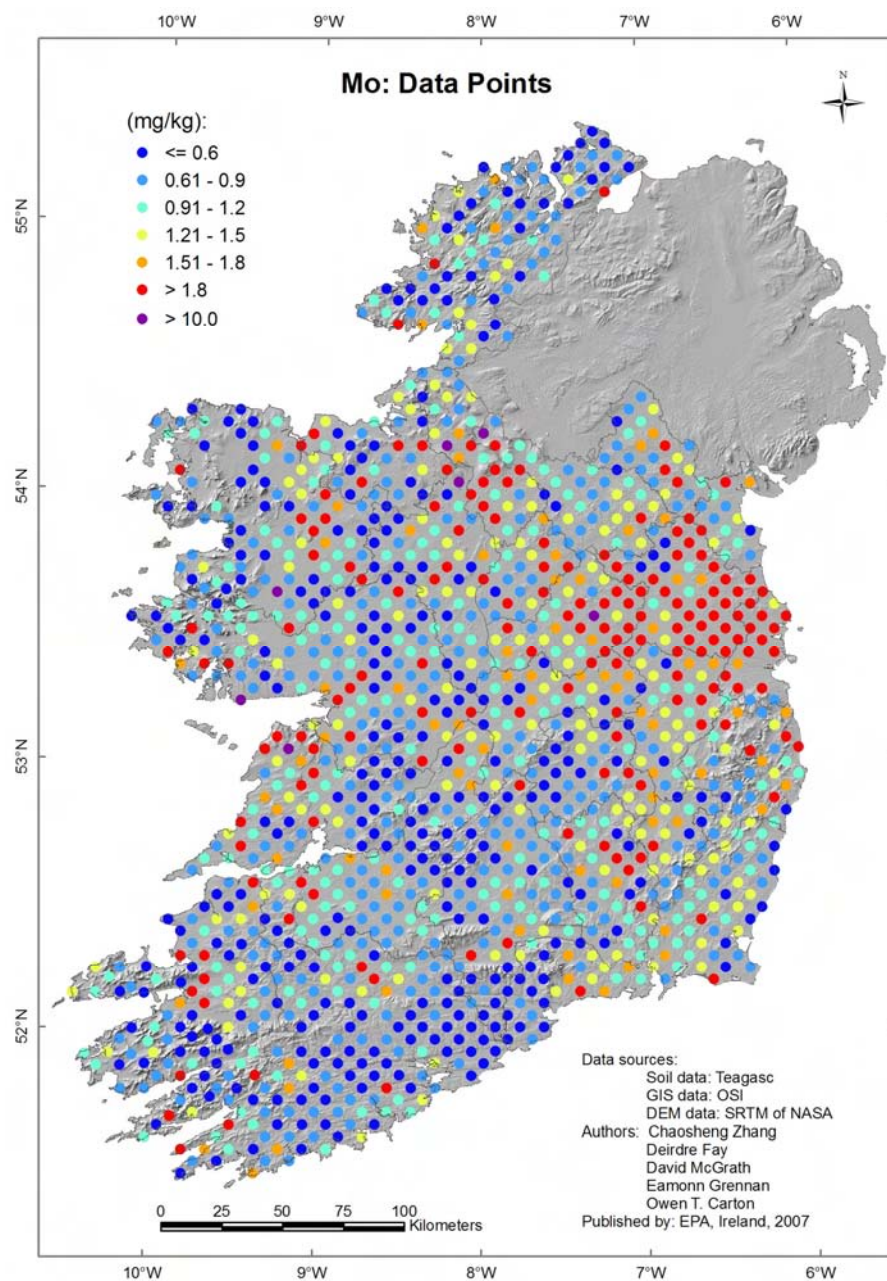 10°W 9°W 8°W 7°W 6°W
Mo: Data Points
N
(mg/kg):
<= 0.6
0.61 - 0.9
0.91 - 1.2
1.21 - 1.5
1.51 - 1.8
> 1.8
> 10.0
55°N
54°N
53°N
52°N
Data sources:
Soil data: Teagasc
GIS data: OSI
DEM data: SRTM of NASA
Authors: Chaosheng Zhang
Deirdre Fay
David McGrath
Eamonn Grennan
Owen T. Carton
Published by: EPA, Ireland, 2007
0 25 50 75 100
Kilometers
10°W 9°W 8°W 7°W 6°W